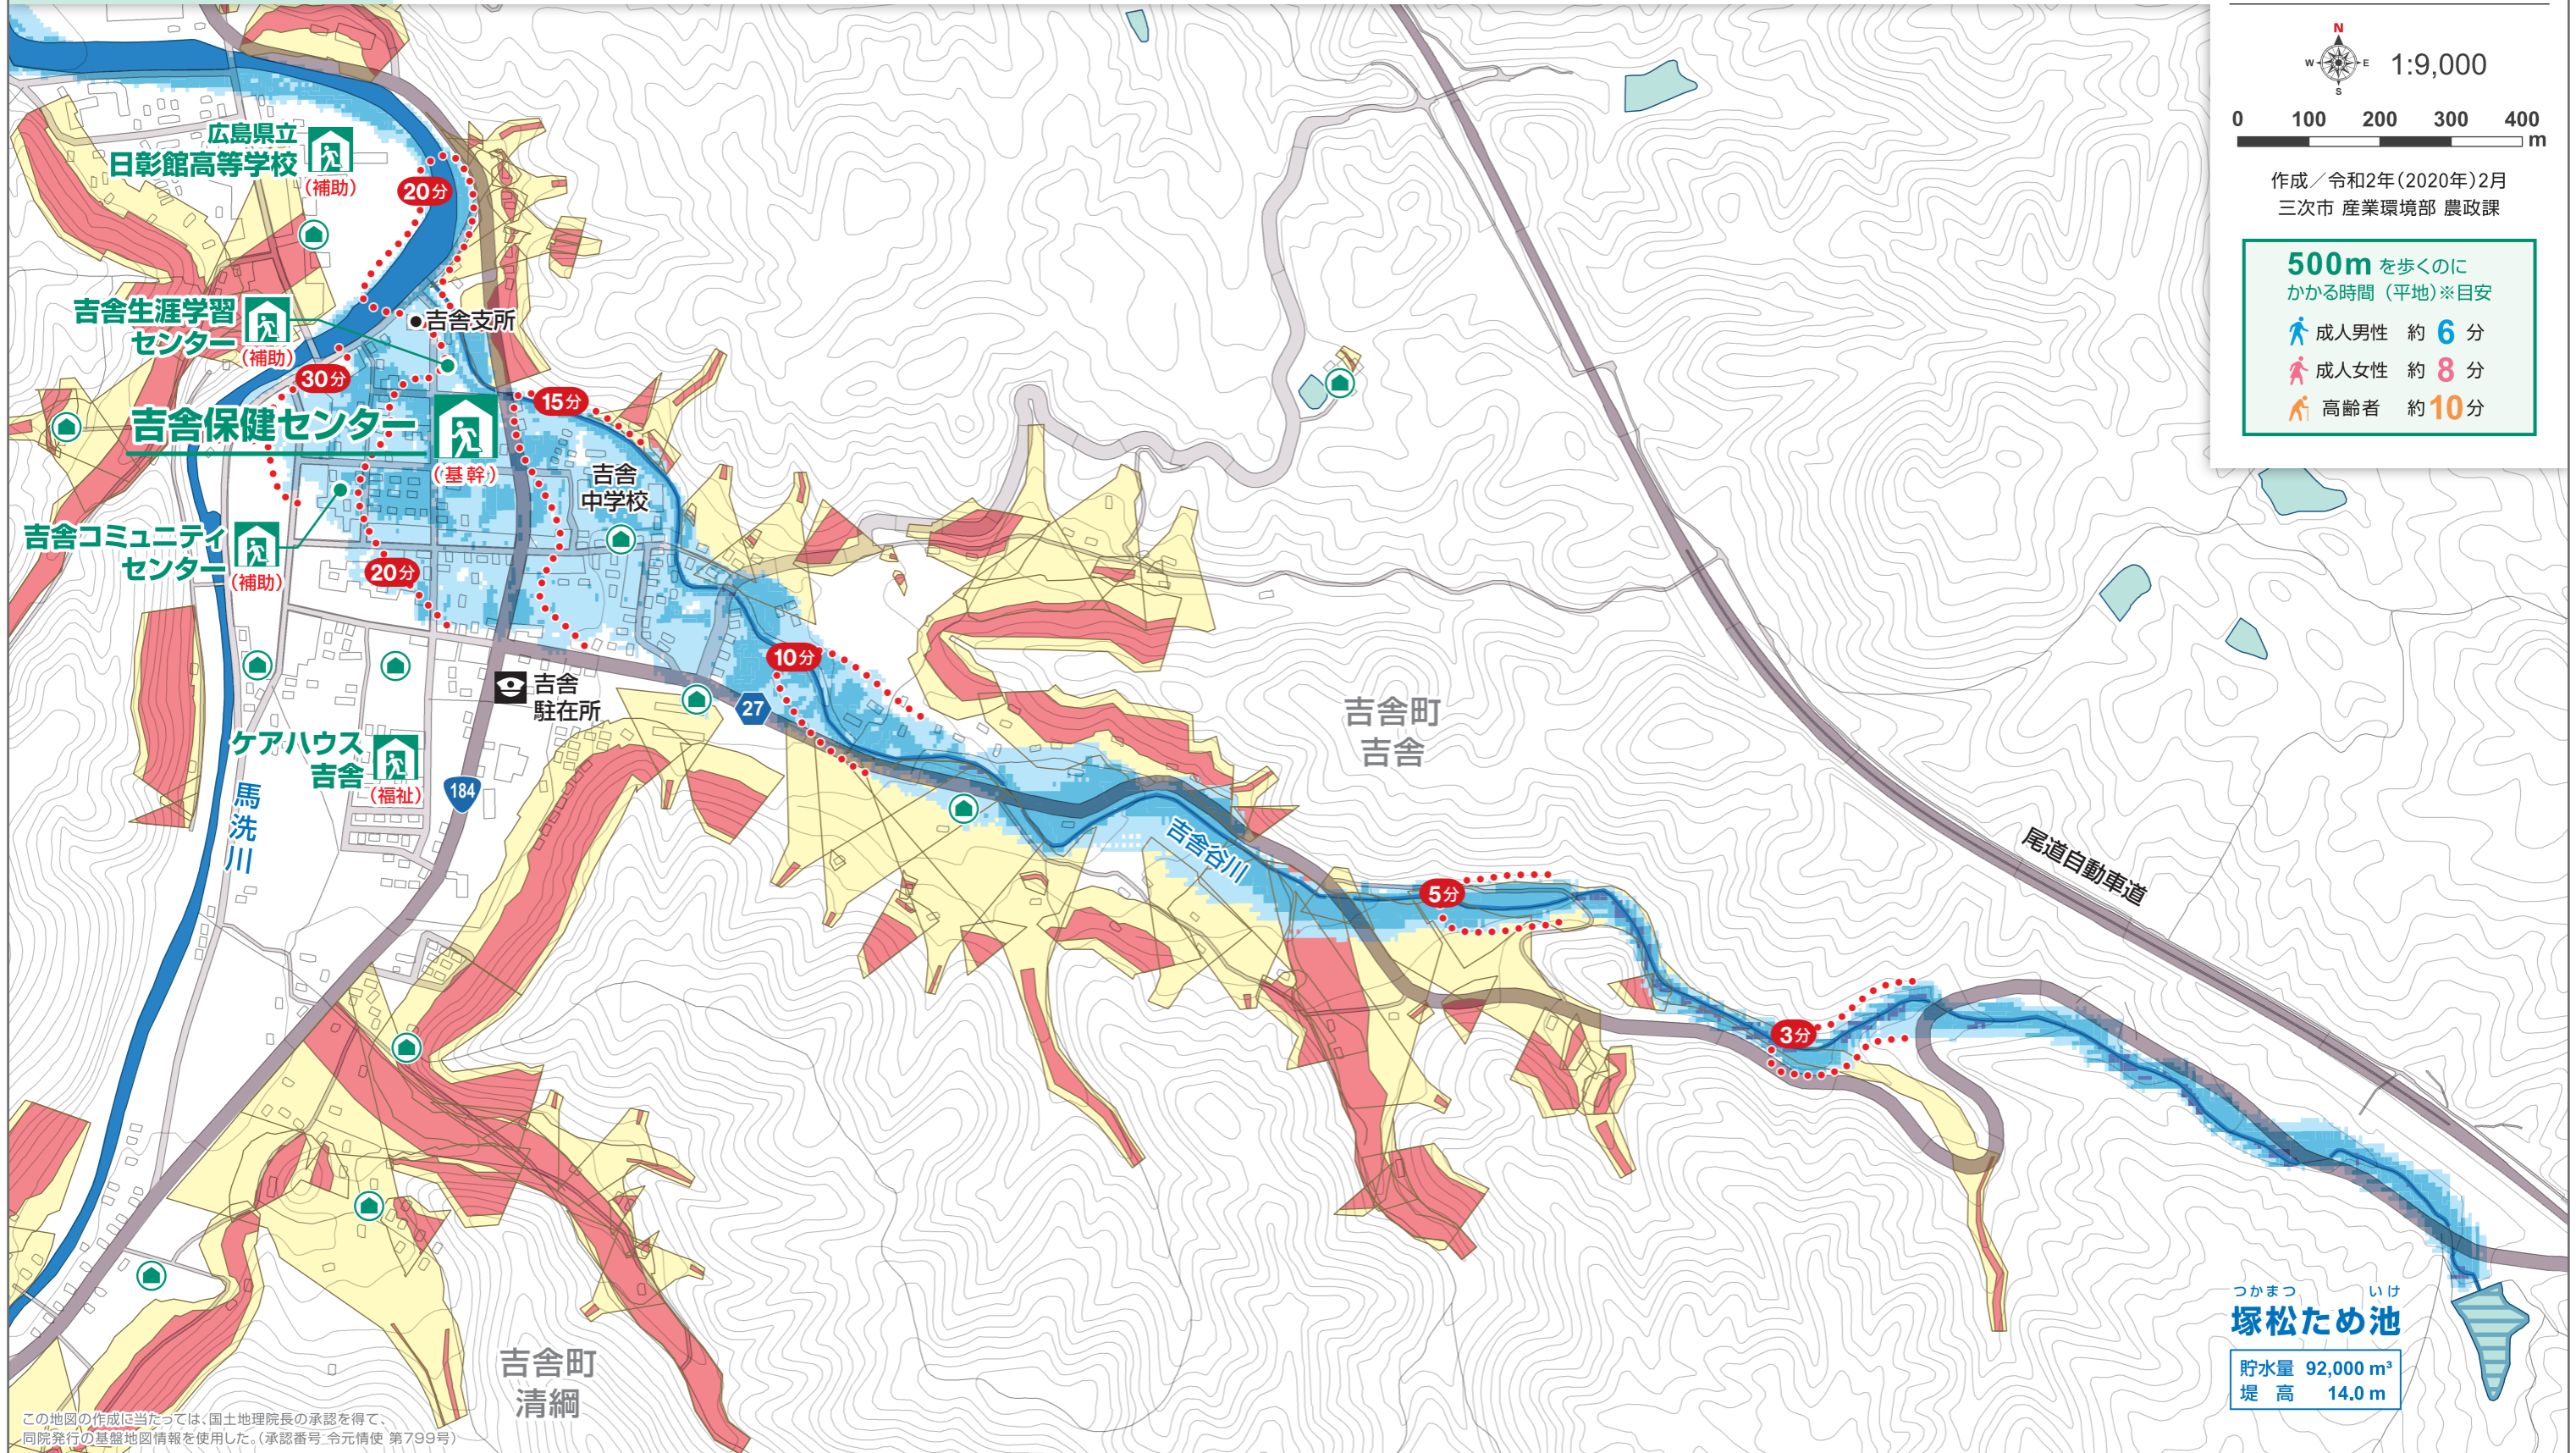 広島県立
日彰館高等学校
(補助)
20分
吉舎生涯学習
センター
(補助)
吉舎支所
30分
15分
吉舎保健センター
(基幹)
吉舎
中学校
吉舎コミュニティ
センター
(補助)
20分
10分
吉舎
駐在所
27
ケアハウス
吉舎
(福祉)
184
馬洗川
吉舎町
吉舎
吉舎谷川
5分
3分
尾道自動車道
吉舎町
清綱
N
W
E
S
1:9,000
0 100 200 300 400
m
作成/令和2年(2020年)2月
三次市 産業環境部 農政課
500m を歩くのに
かかる時間(平地)※目安
成人男性 約 6 分
成人女性 約 8 分
高齢者 約 10 分
つかまつ いけ
塚松ため池
貯水量 92,000 m³
堤 高 14.0 m
この地図の作成に当たっては、国土地理院長の承認を得て、
同院発行の基盤地図情報を使用した。(承認番号 令元情使 第799号)